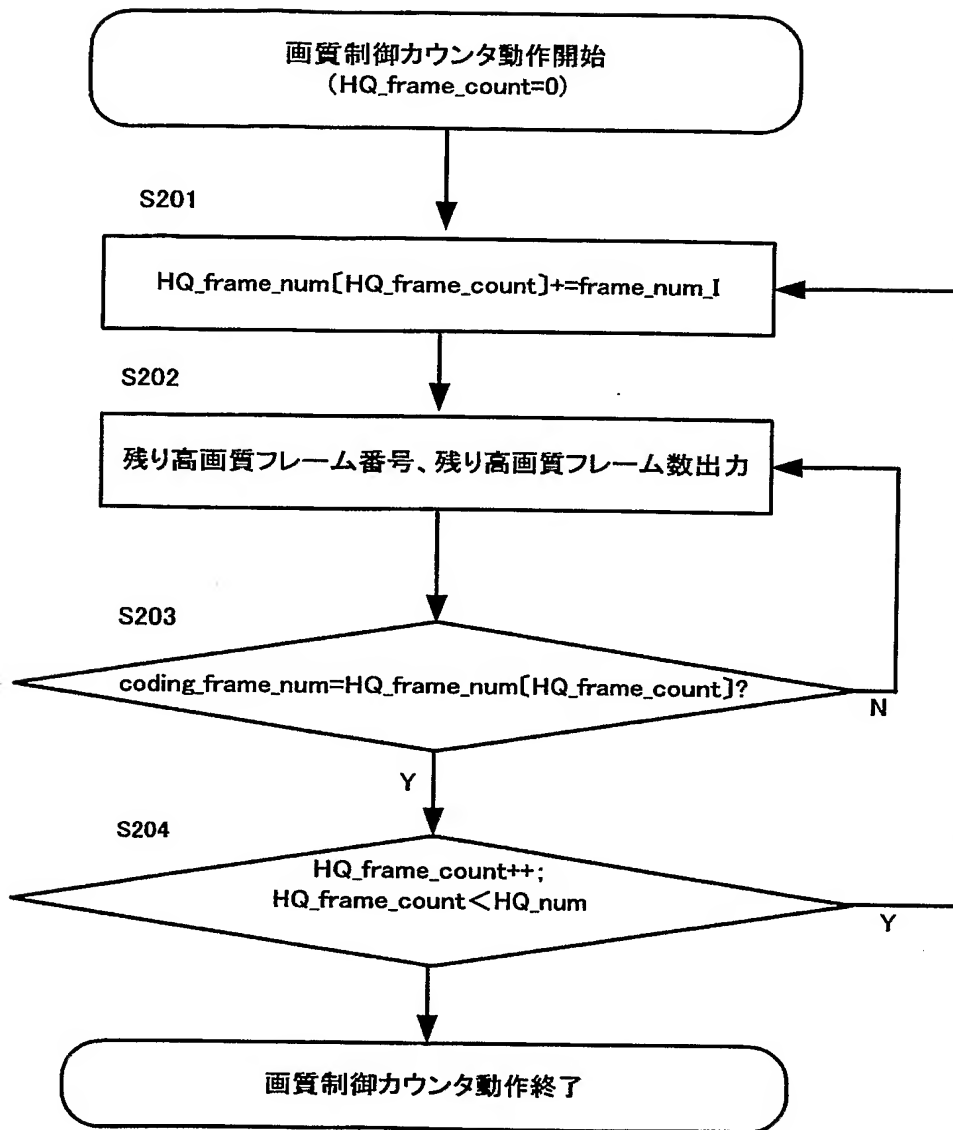 画質制御カウンタ動作開始
(HQ_frame_count=0)
S201
HQ_frame_num[HQ_frame_count]+=frame_num_I
S202
残り高画質フレーム番号、残り高画質フレーム数出力
S203
coding_frame_num=HQ_frame_num[HQ_frame_count]?
N
Y
S204
HQ_frame_count++;
HQ_frame_count<HQ_num
Y
画質制御カウンタ動作終了